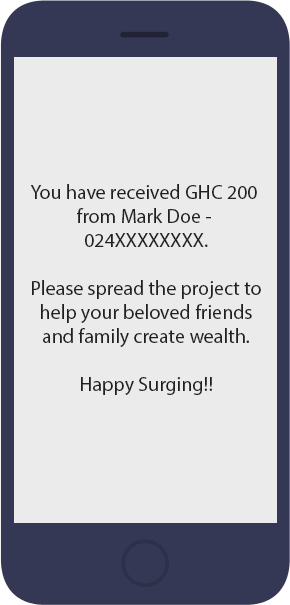 You have received GHC 200
from Mark Doe -
024XXXXXXXX.
Please spread the project to
help your beloved friends
and family create wealth.
Happy Surging!!